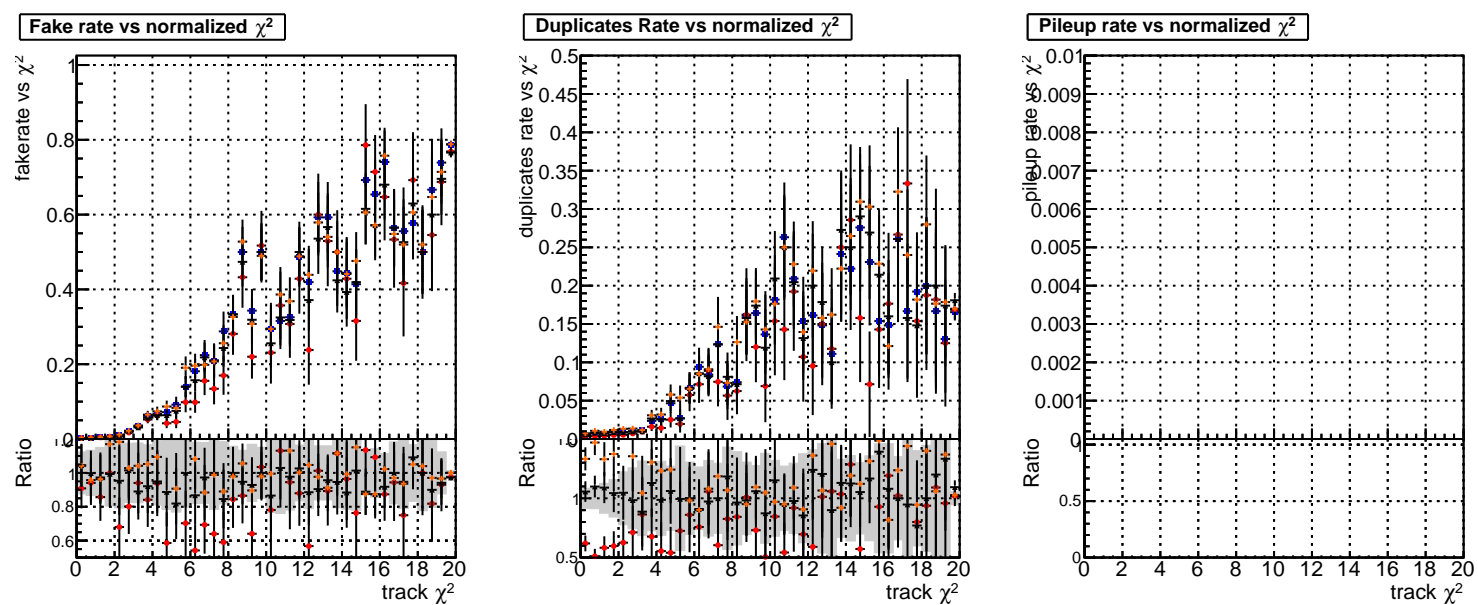 Fake rate vs normalized χ²
fakerate vs χ²
1
0.8
0.6
0.4
0.2
0
Ratio
1
0.8
0.6
0 2 4 6 8 10 12 14 16 18 20
track χ²
Duplicates Rate vs normalized χ²
duplicates rate vs χ²
0.5
0.45
0.4
0.35
0.3
0.25
0.2
0.15
0.1
0.05
0
Ratio
1
0.5
0 2 4 6 8 10 12 14 16 18 20
track χ²
Pileup rate vs normalized χ²
pileup rate vs χ²
0.01
0.009
0.008
0.007
0.006
0.005
0.004
0.003
0.002
0.001
0
Ratio
1
0.5
0
0 2 4 6 8 10 12 14 16 18 20
track χ²